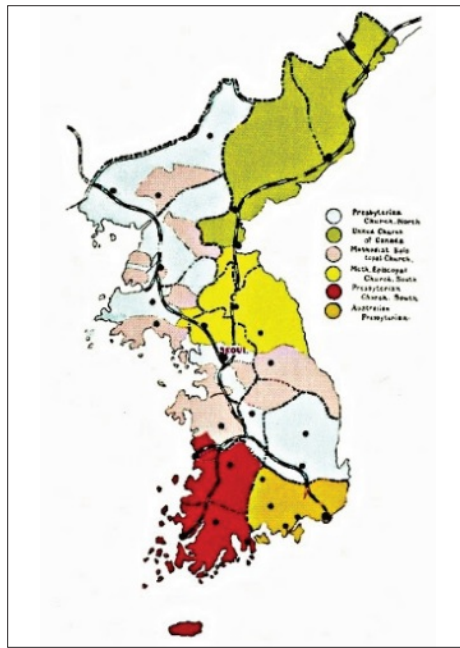 Presbyterian
Church. North
United Church
of Canada
Methodist Epis
copal Church.
Meth. Episcopar
Church. South
Presbyterian
Church. South
Australian
Presbyterian-
SEOUL